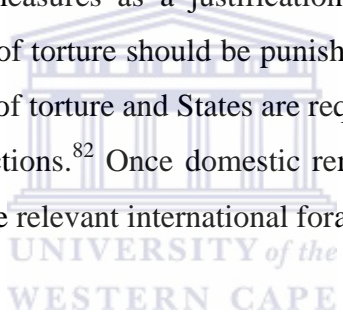 measures as a justification
of torture should be punish
of torture and States are req
ctions.82 Once domestic rem
e relevant international fora
UNIVERSITY of the
WESTERN CAPE